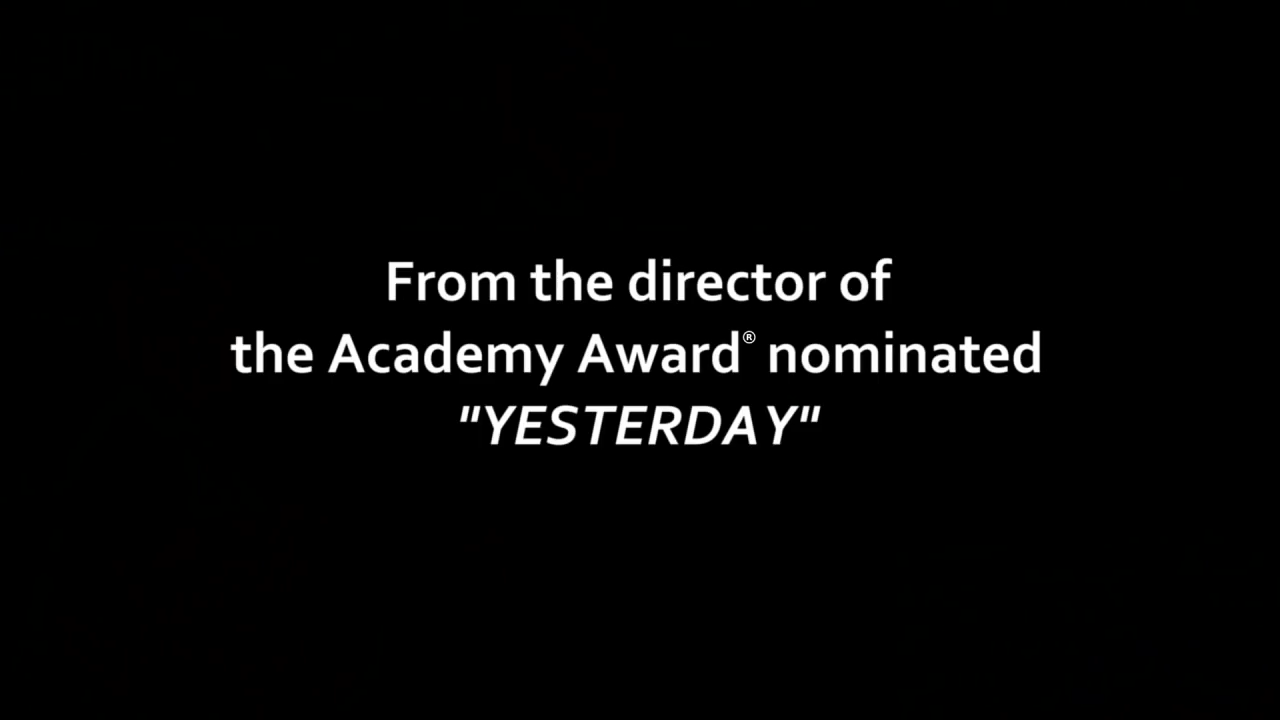 From the director of
the Academy Award® nominated
"YESTERDAY"